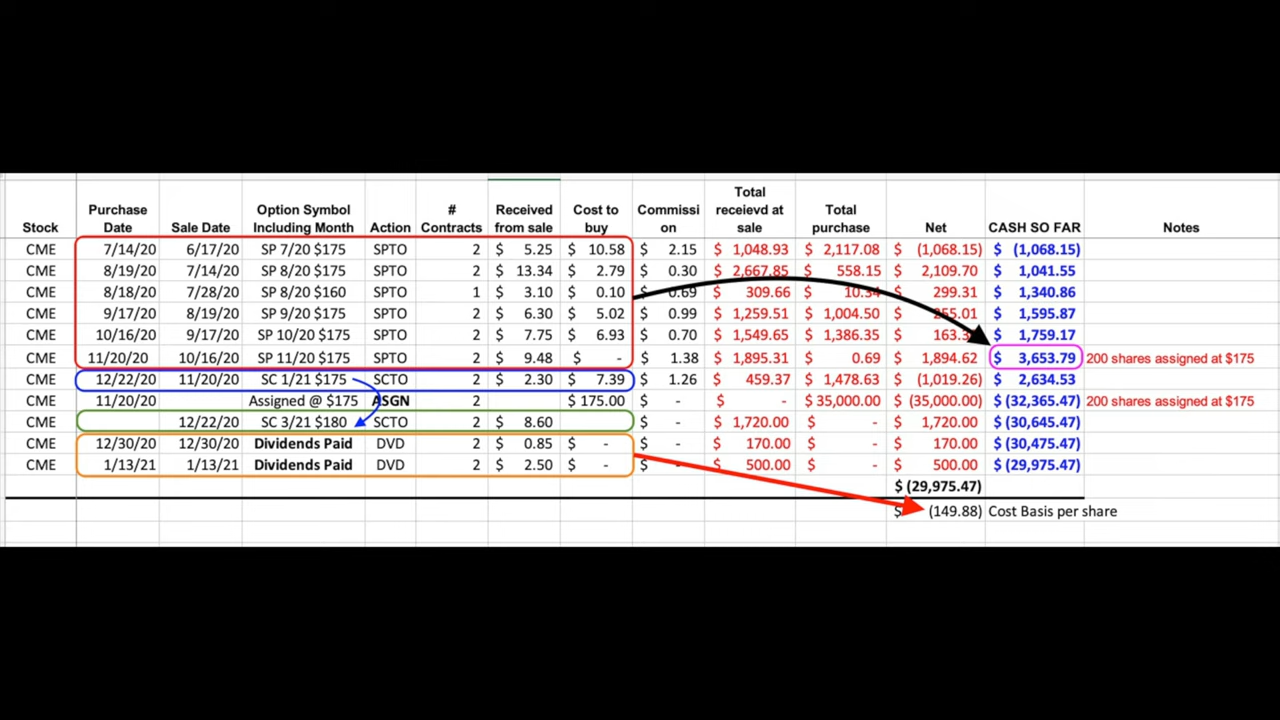 Stock Purchase Date Sale Date Option Symbol Including Month Action # Contracts Received from sale Cost to buy Commissi on Total receievd at sale Total purchase Net CASH SO FAR Notes
CME 7/14/20 6/17/20 SP 7/20 $175 SPTO 2 $ 5.25 $ 10.58 $ 2.15 $ 1,048.93 $ 2,117.08 $ (1,068.15) $ (1,068.15)
CME 8/19/20 7/14/20 SP 8/20 $175 SPTO 2 $ 13.34 $ 2.79 $ 0.30 $ 2,667.85 $ 558.15 $ 2,109.70 $ 1,041.55
CME 8/18/20 7/28/20 SP 8/20 $160 SPTO 1 $ 3.10 $ 0.10 $ 0.69 $ 309.66 $ 10.34 $ 299.31 $ 1,340.86
CME 9/17/20 8/19/20 SP 9/20 $175 SPTO 2 $ 6.30 $ 5.02 $ 0.99 $ 1,259.51 $ 1,004.50 $ 255.01 $ 1,595.87
CME 10/16/20 9/17/20 SP 10/20 $175 SPTO 2 $ 7.75 $ 6.93 $ 0.70 $ 1,549.65 $ 1,386.35 $ $ 1,759.17
CME 11/20/20 10/16/20 SP 11/20 $175 SPTO 2 $ 9.48 $ - $ 1.38 $ 1,895.31 $ 0.69 $ 1,894.62 $ 3,653.79 200 shares assigned at $175
CME 12/22/20 11/20/20 SC 1/21 $175 SCTO 2 $ 2.30 $ 7.39 $ 1.26 $ 459.37 $ 1,478.63 $ (1,019.26) $ 2,634.53
CME 11/20/20 Assigned @ $175 ASGN 2 $ 175.00 $ - $ - $ 35,000.00 $ (35,000.00) $ (32,365.47) 200 shares assigned at $175
CME 12/22/20 SC 3/21 $180 SCTO 2 $ 8.60 $ - $ 1,720.00 $ - $ 1,720.00 $ (30,645.47)
CME 12/30/20 12/30/20 Dividends Paid DVD 2 $ 0.85 $ - $ - $ 170.00 $ - $ 170.00 $ (30,475.47)
CME 1/13/21 1/13/21 Dividends Paid DVD 2 $ 2.50 $ - $ - $ 500.00 $ - $ 500.00 $ (29,975.47)
$ (29,975.47)
$ (149.88) Cost Basis per share